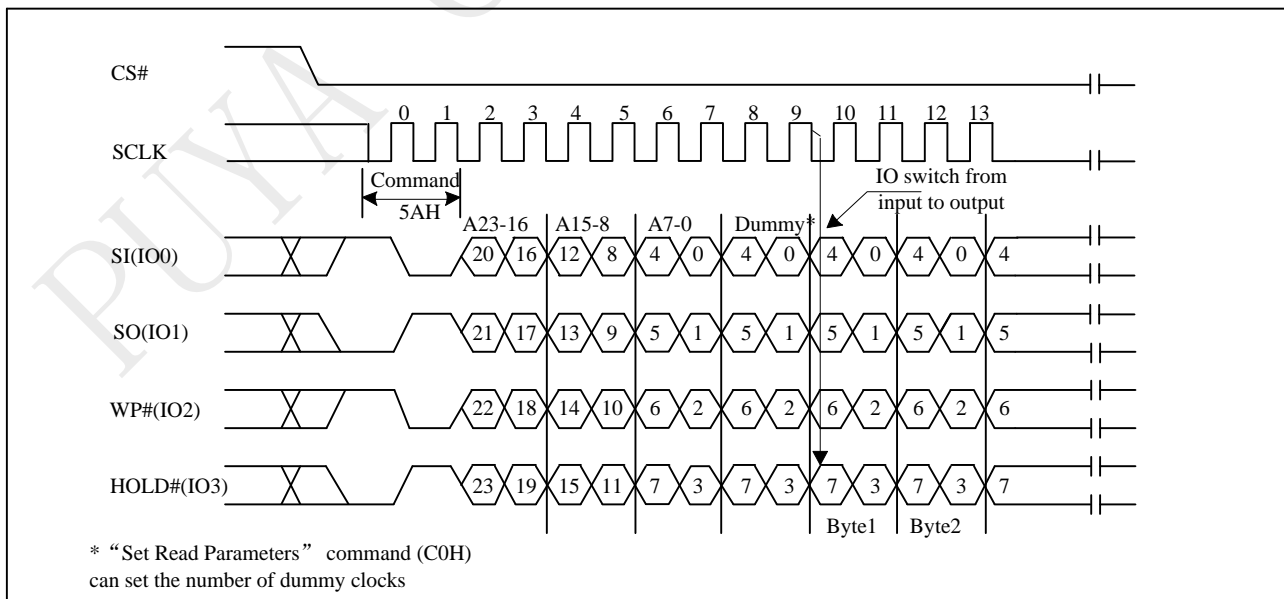 PUYA
CS#
0 1 2 3 4 5 6 7 8 9 10 11 12 13
SCLK
Command
5AH
IO switch from
input to output
A23-16 A15-8 A7-0 Dummy*
SI(IO0) 20 16 12 8 4 0 4 0 4 0 4 0 4
SO(IO1) 21 17 13 9 5 1 5 1 5 1 5 1 5
WP#(IO2) 22 18 14 10 6 2 6 2 6 2 6 2 6
HOLD#(IO3) 23 19 15 11 7 3 7 3 7 3 7 3 7
Byte1 Byte2
* “Set Read Parameters” command (C0H)
can set the number of dummy clocks